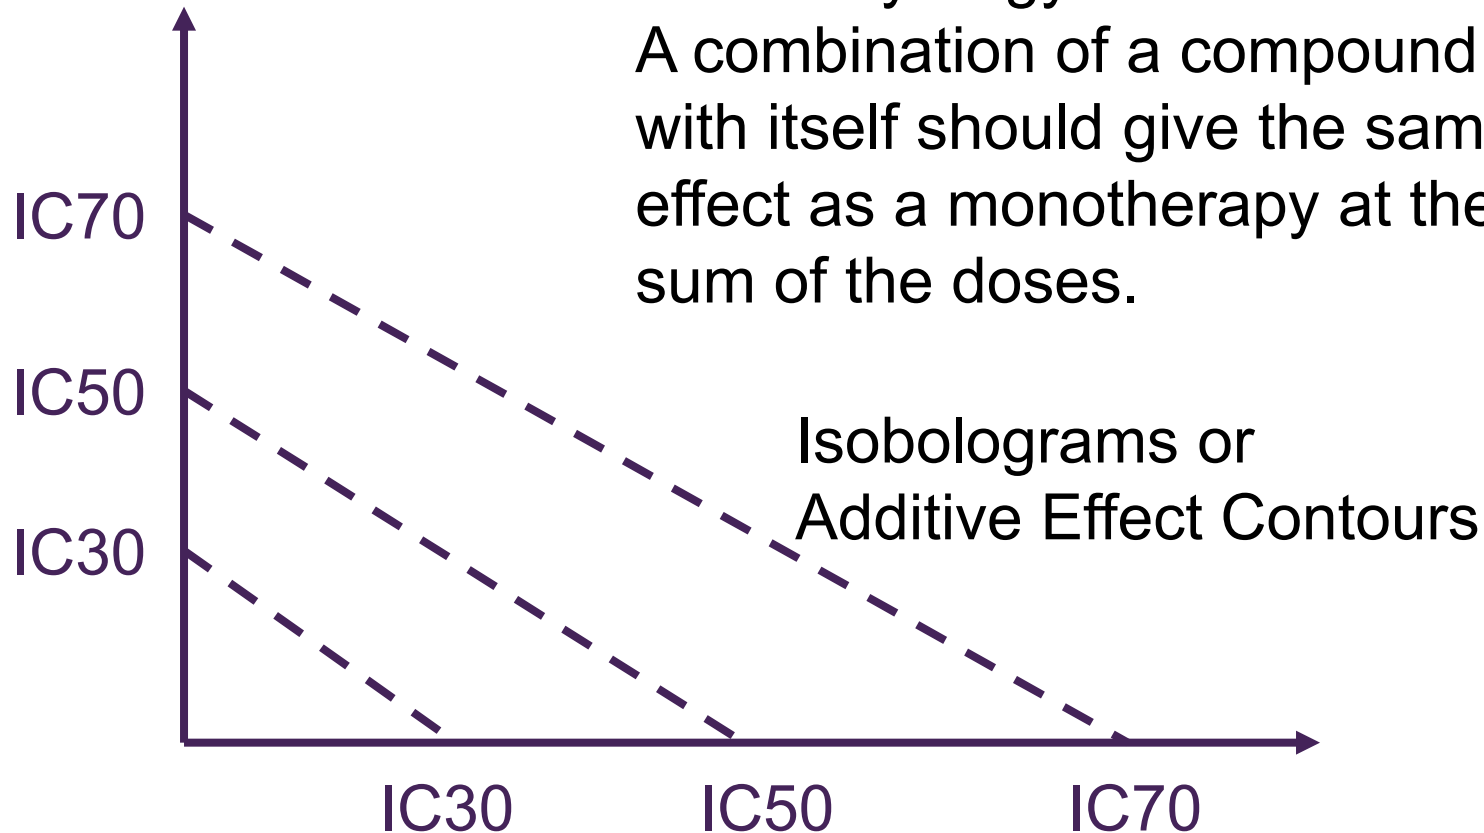 A combination of a compound
with itself should give the sam
effect as a monotherapy at the
sum of the doses.
IC70
IC50
Isobolograms or
Additive Effect Contours
IC30
IC30 IC50 IC70